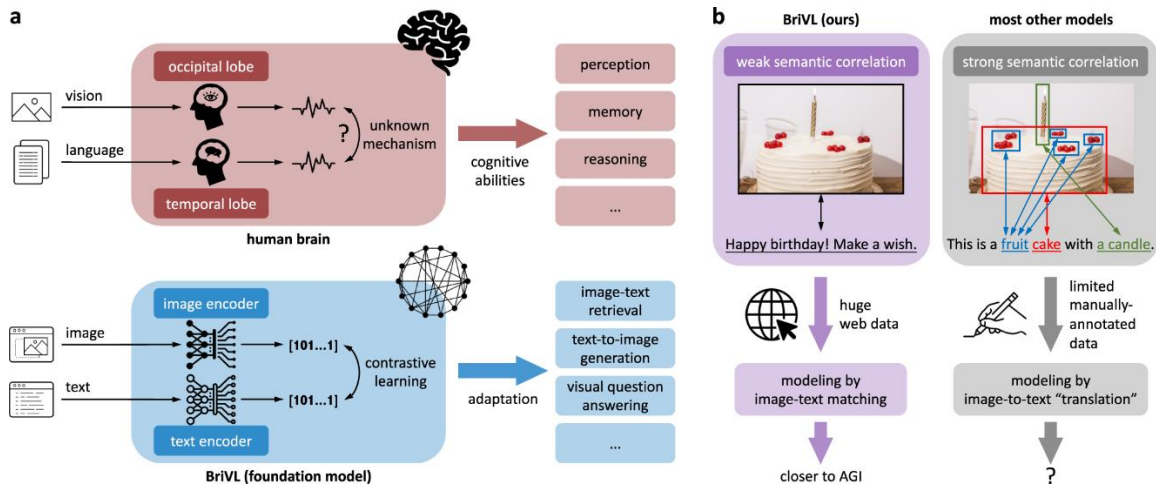 a
occipital lobe
vision
language
?
unknown
mechanism
temporal lobe
human brain
cognitive
abilities
perception
memory
reasoning
...
image encoder
image
[101...1]
contrastive
learning
text
[101...1]
text encoder
BriVL (foundation model)
adaptation
image-text
retrieval
text-to-image
generation
visual question
answering
...
b
BriVL (ours)
weak semantic correlation
Happy birthday! Make a wish.
huge
web data
modeling by
image-text matching
closer to AGI
most other models
strong semantic correlation
This is a fruit cake with a candle.
limited
manually-
annotated
data
modeling by
image-to-text “translation”
?